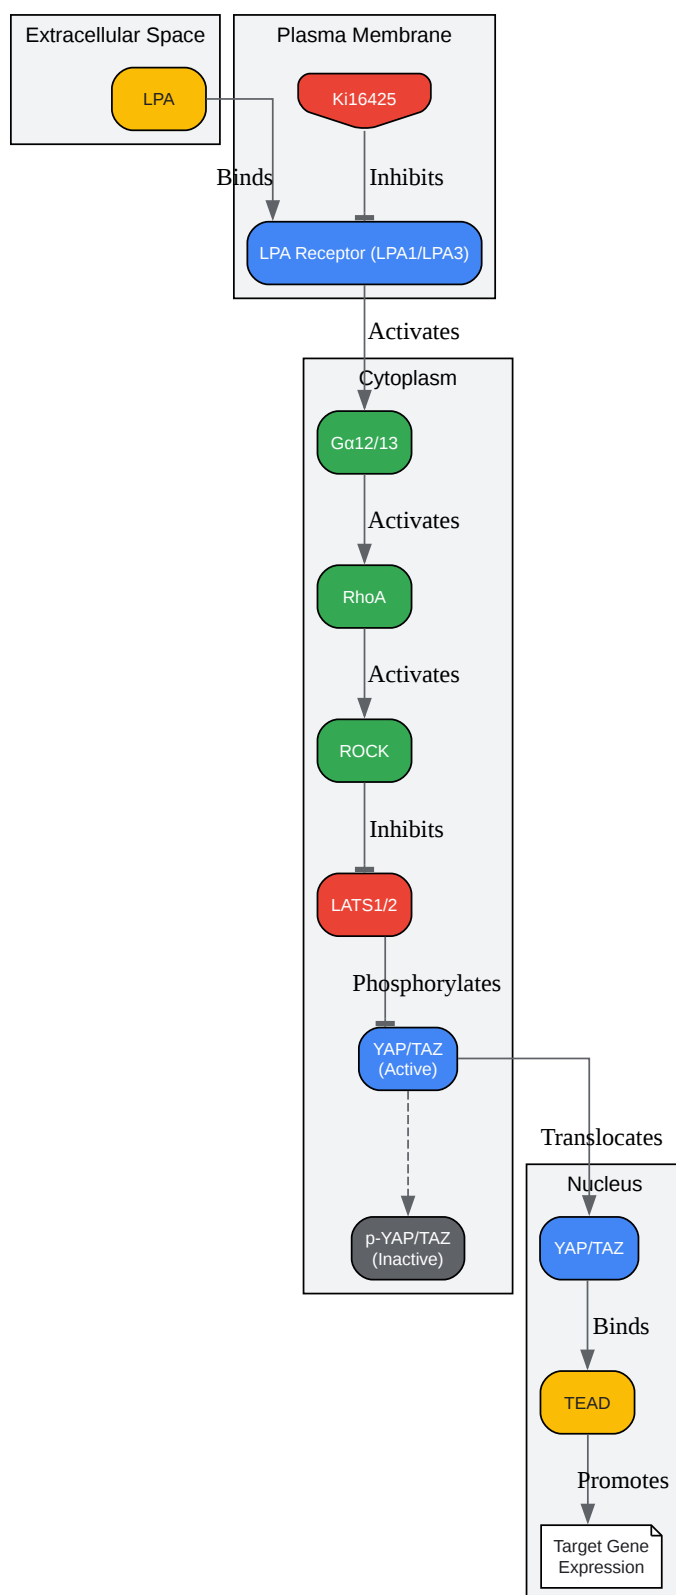 Extracellular Space
Plasma Membrane
LPA
Ki16425
Binds
Inhibits
LPA Receptor (LPA1/LPA3)
Activates
Cytoplasm
Gα12/13
Activates
RhoA
Activates
ROCK
Inhibits
LATS1/2
Phosphorylates
YAP/TAZ
(Active)
Translocates
Nucleus
p-YAP/TAZ
(Inactive)
YAP/TAZ
Binds
TEAD
Promotes
Target Gene
Expression